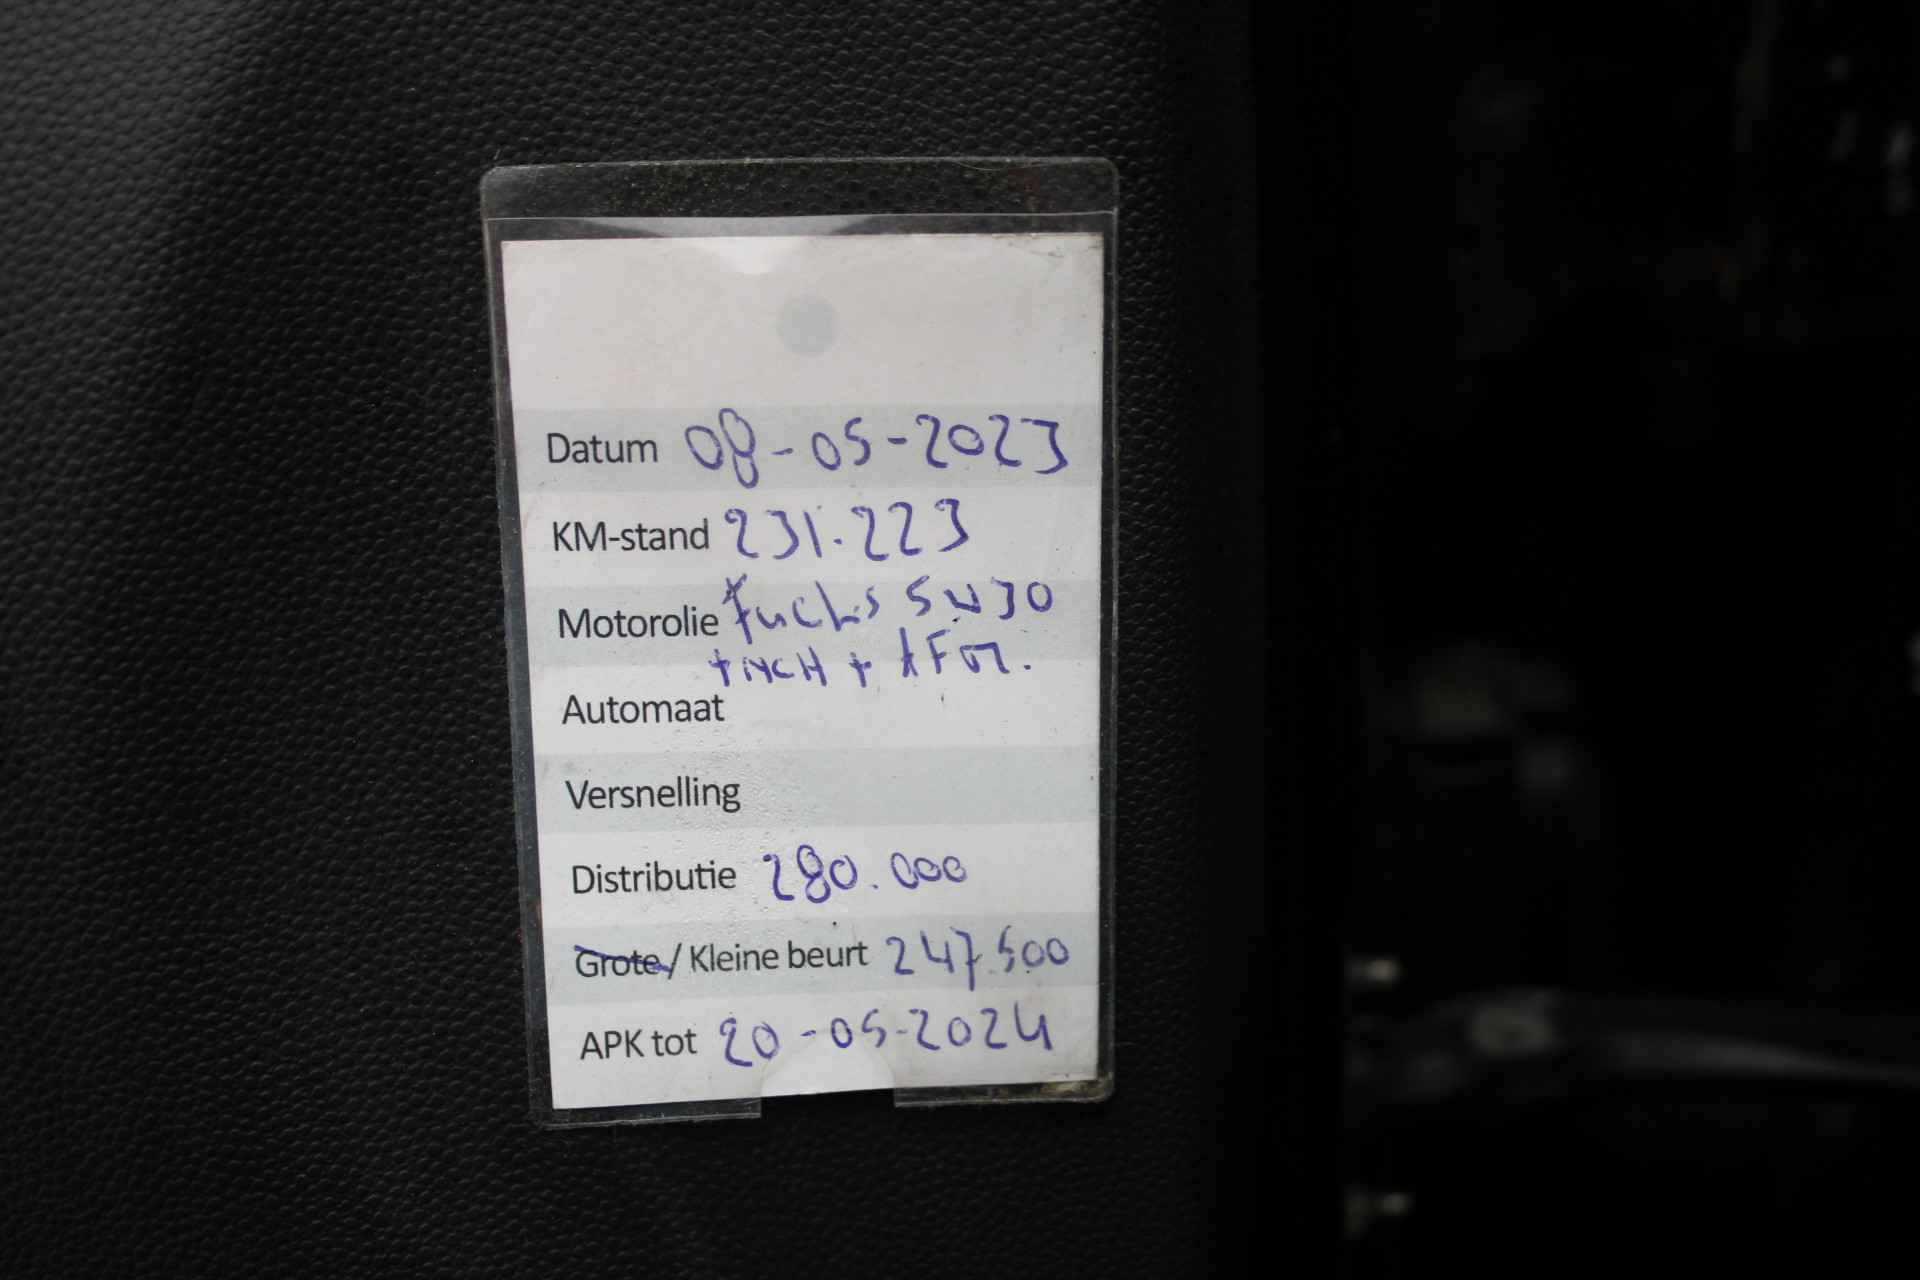 Datum 08-05-2023
KM-stand 231.223
Motorolie fuchs 5W30
Automaat
Versnelling
Distributie 280.000
Grote / Kleine beurt 247.500
APK tot 20-05-2024